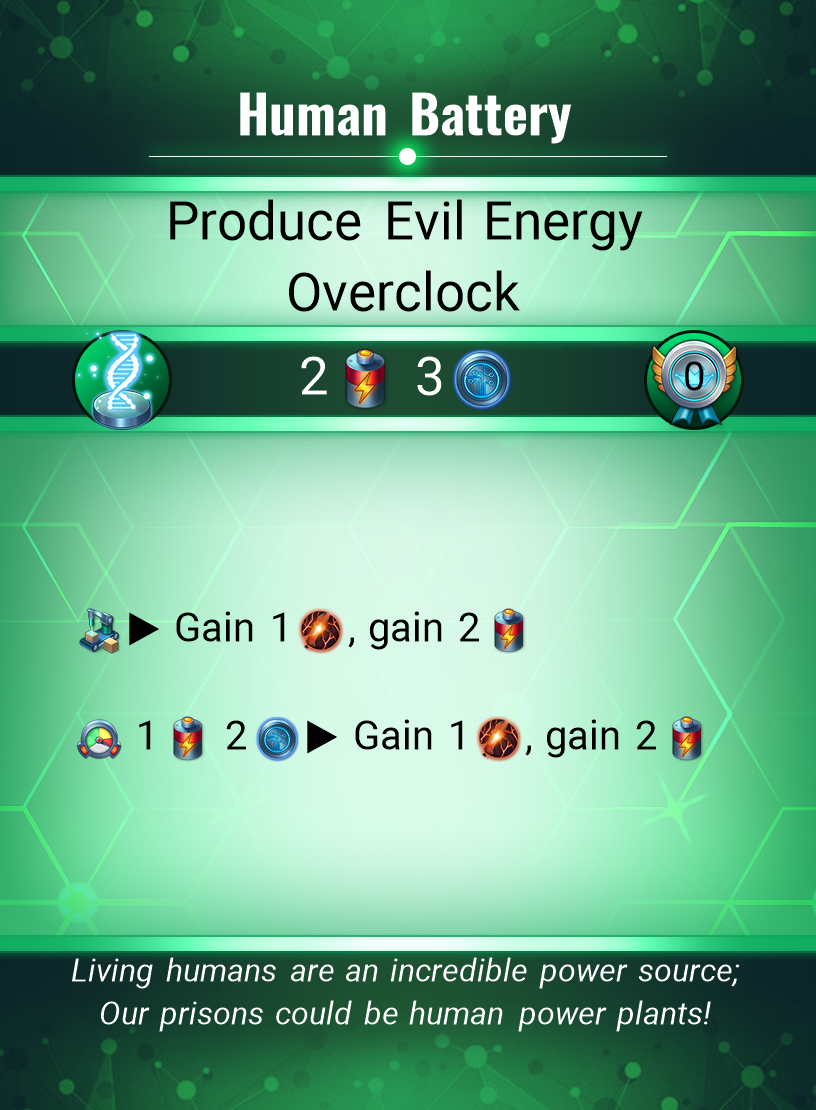 Human Battery
Produce Evil Energy
Overclock
2 3 0
▶ Gain 1 , gain 2
1 2 ▶ Gain 1 , gain 2
Living humans are an incredible power source;
Our prisons could be human power plants!